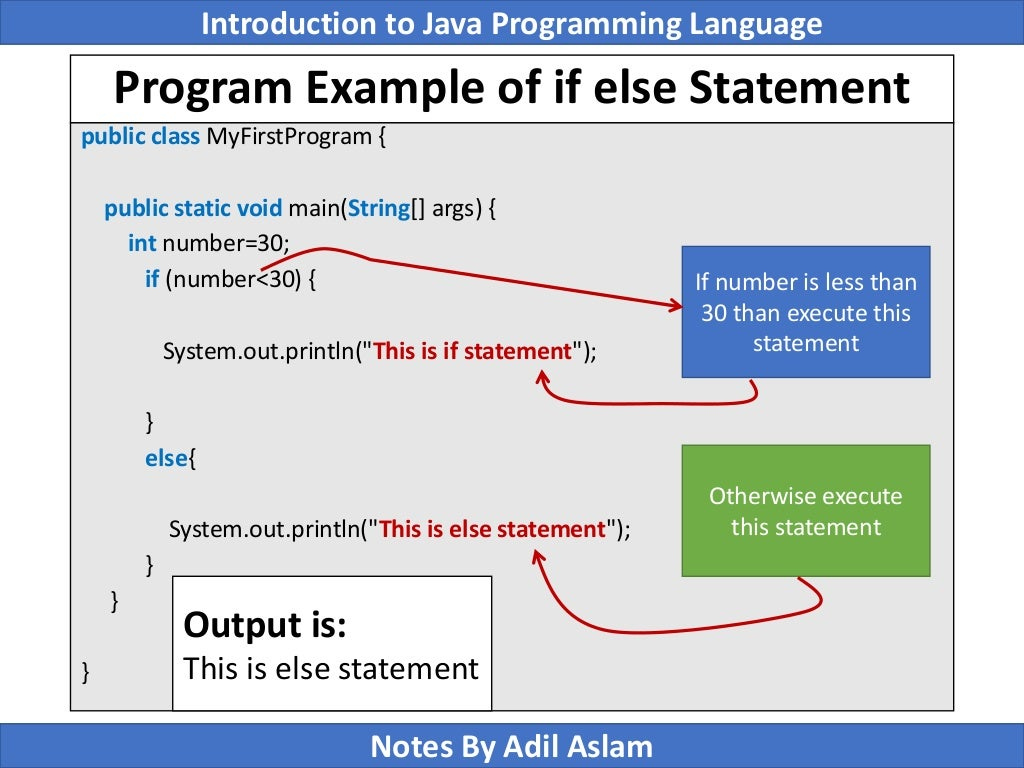 Introduction to Java Programming Language
Program Example of if else Statement
public class MyFirstProgram {
public static void main(String[] args) {
int number=30;
if (number<30) {
If number is less than
30 than execute this
statement
System.out.println("This is if statement");
}
else{
Otherwise execute
this statement
System.out.println("This is else statement");
}
}
Output is:
This is else statement
}
Notes By Adil Aslam